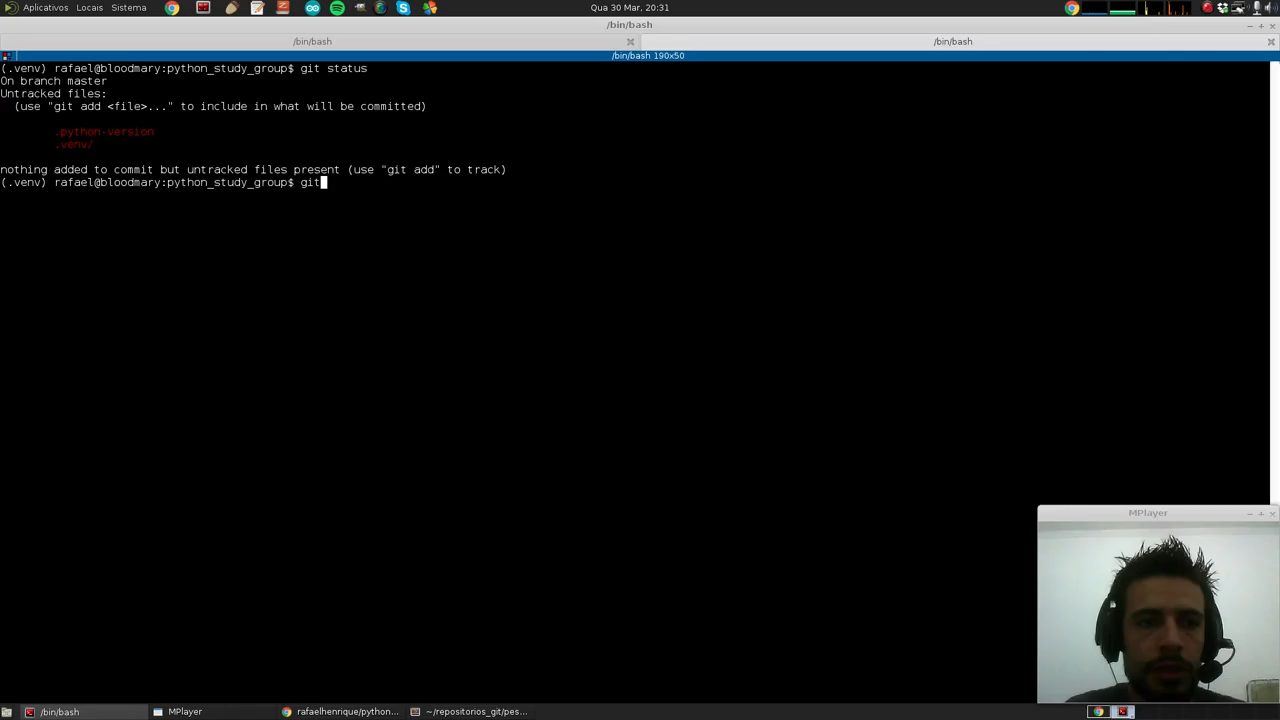 Aplicativos Locais Sistema Qua 30 Mar, 20:31
/bin/bash
/bin/bash /bin/bash
/bin/bash 190x50
(.venv) rafael@bloodmary:python_study_group$ git status
On branch master
Untracked files:
(use "git add <file>..." to include in what will be committed)
.python-version
.venv/
nothing added to commit but untracked files present (use "git add" to track)
(.venv) rafael@bloodmary:python_study_group$ git
MPlayer
/bin/bash MPlayer rafaelhenrique/python... ~/repositorios_git/pes...